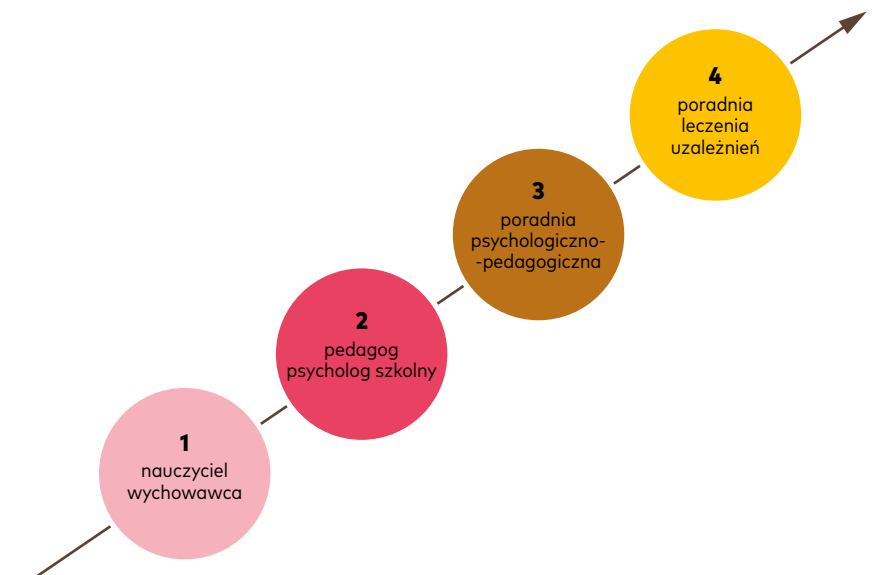 4
poradnia
leczenia
uzależnień
3
poradnia
psychologiczno-
-pedagogiczna
2
pedagog
psycholog szkolny
1
nauczyciel
wychowawca